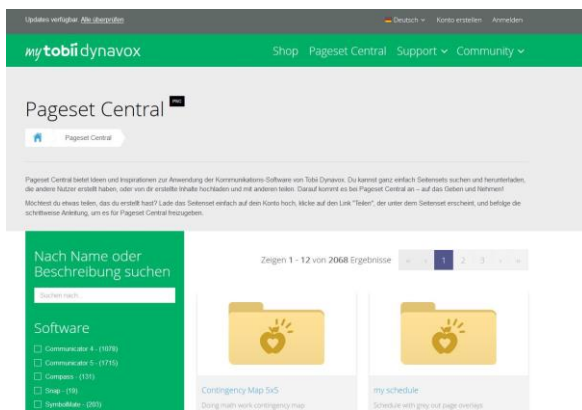 Updates verfügbar. Alle überprüfen
Deutsch Konto erstellen Anmelden
my tobii dynavox
Shop Pageset Central Support Community
Pageset Central
Pageset Central
Pageset Central bietet Ideen und Inspirationen zur Anwendung der Kommunikations-Software von Tobii Dynavox. Du kannst ganz einfach Seitensets suchen und herunterladen,
die andere Nutzer erstellt haben, oder von dir erstellte Inhalte hochladen und mit anderen teilen. Darauf kommt es bei Pageset Central an – auf das Geben und Nehmen!
Möchtest du etwas teilen, das du erstellt hast? Lade das Seitenset einfach auf dein Konto hoch, klicke auf den Link "Teilen", der unter dem Seitenset erscheint, und befolge die
schrittweise Anleitung, um es für Pageset Central freizugeben.
Nach Name oder
Beschreibung suchen
Suchen nach...
Software
Communicator 4 - (1078)
Communicator 5 - (1715)
Compass - (131)
Snap - (19)
SymbolMate - (203)
Zeigen 1 - 12 von 2068 Ergebnisse
« ‹ 1 2 3 › »
Contingency Map 5x5
Doing math work contingency map
my schedule
Schedule with grey out page overlays